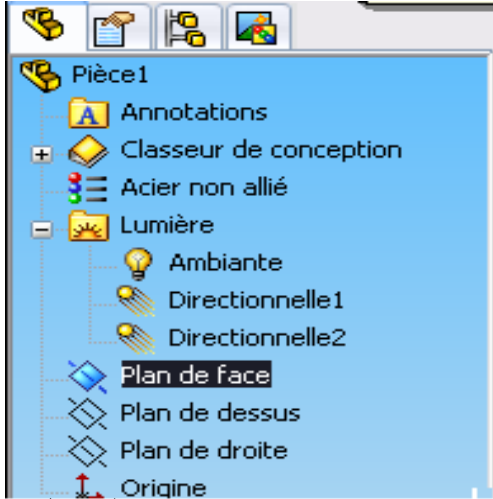 Pièce1
A Annotations
Classeur de conception
Acier non allié
Lumière
Ambiante
Directionnelle1
Directionnelle2
Plan de face
Plan de dessus
Plan de droite
Origine